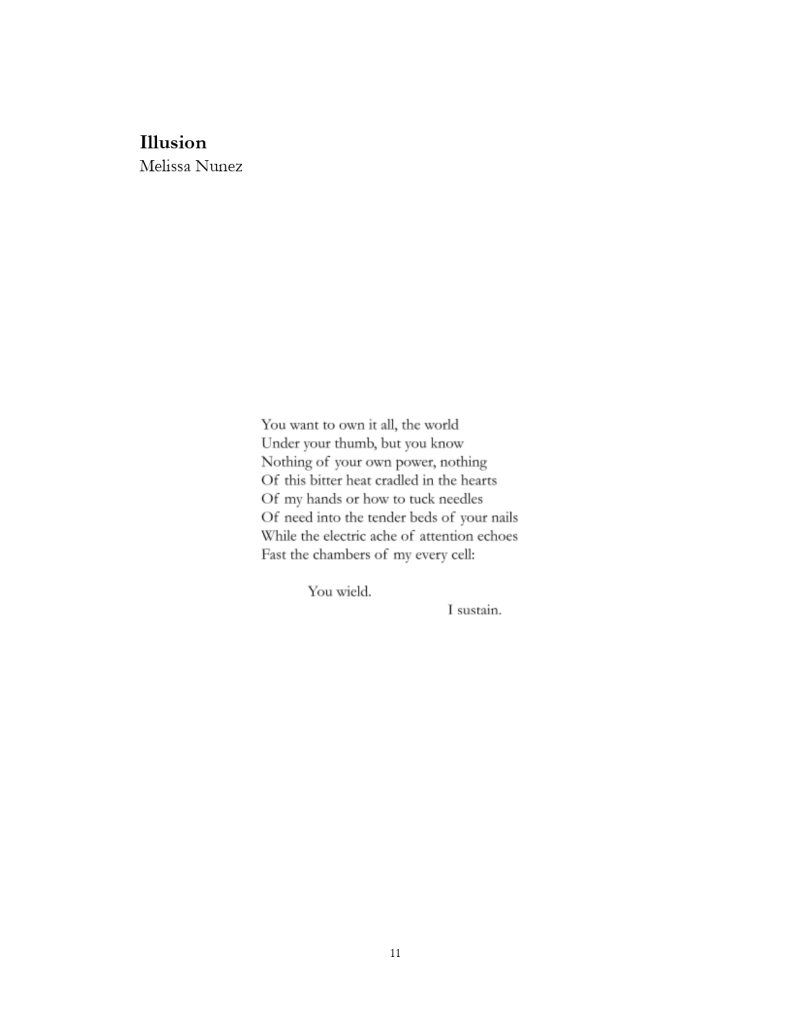 Illusion
Melissa Nunez
You want to own it all, the world
Under your thumb, but you know
Nothing of your own power, nothing
Of this bitter heat cradled in the hearts
Of my hands or how to tuck needles
Of need into the tender beds of your nails
While the electric ache of attention echoes
Fast the chambers of my every cell:
You wield.
I sustain.
11